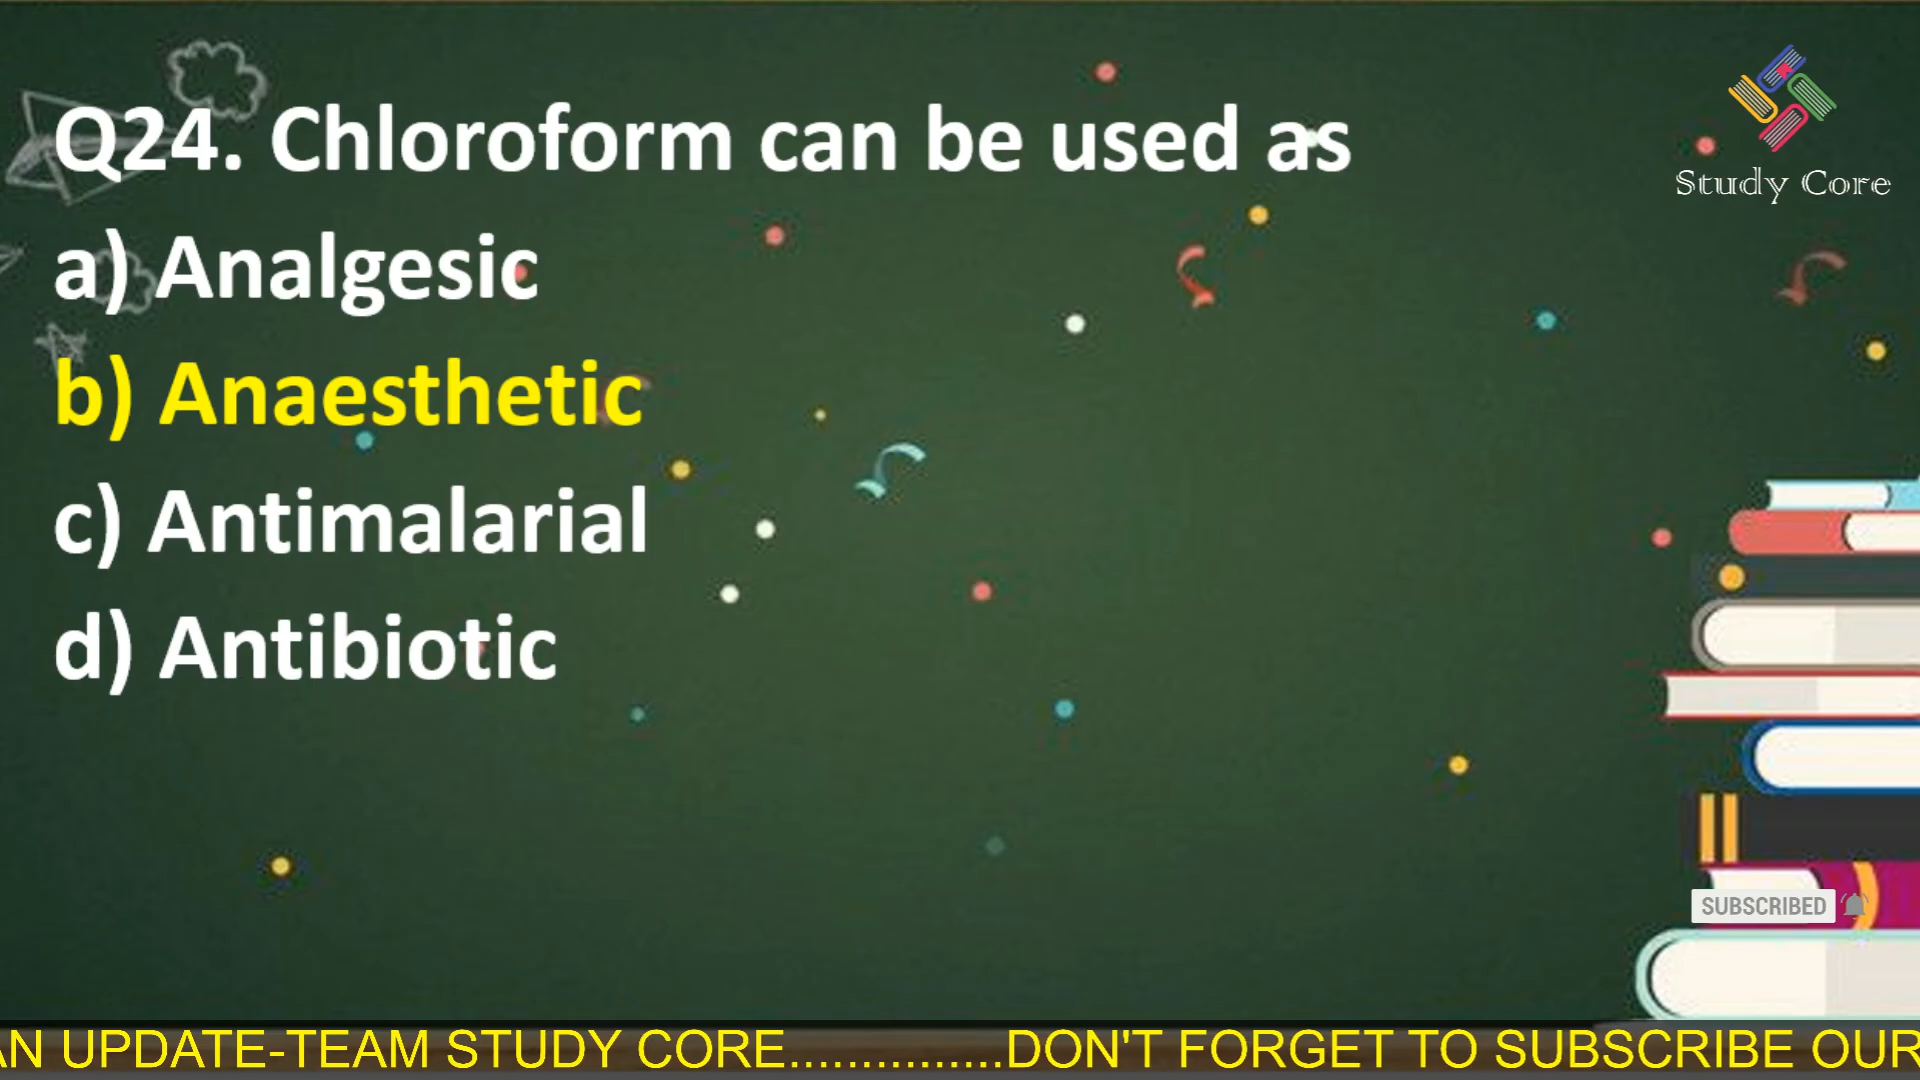 Q24. Chloroform can be used as
Study Core
a) Analgesic
b) Anaesthetic
c) Antimalarial
d) Antibiotic
SUBSCRIBED
AN UPDATE-TEAM STUDY CORE...............DON'T FORGET TO SUBSCRIBE OUR